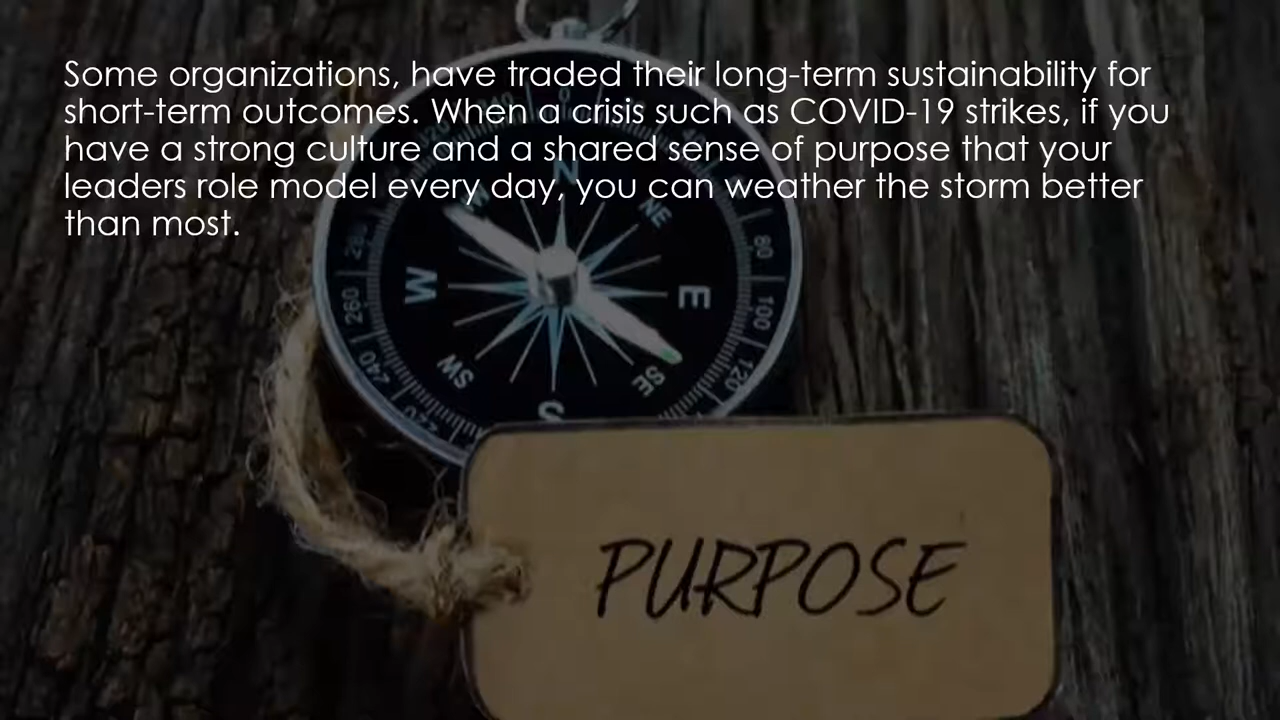 Some organizations, have traded their long-term sustainability for
short-term outcomes. When a crisis such as COVID-19 strikes, if you
have a strong culture and a shared sense of purpose that your
leaders role model every day, you can weather the storm better
than most.
N
NE
80
W
E
260
100
240
120
SW
SE
S
PURPOSE